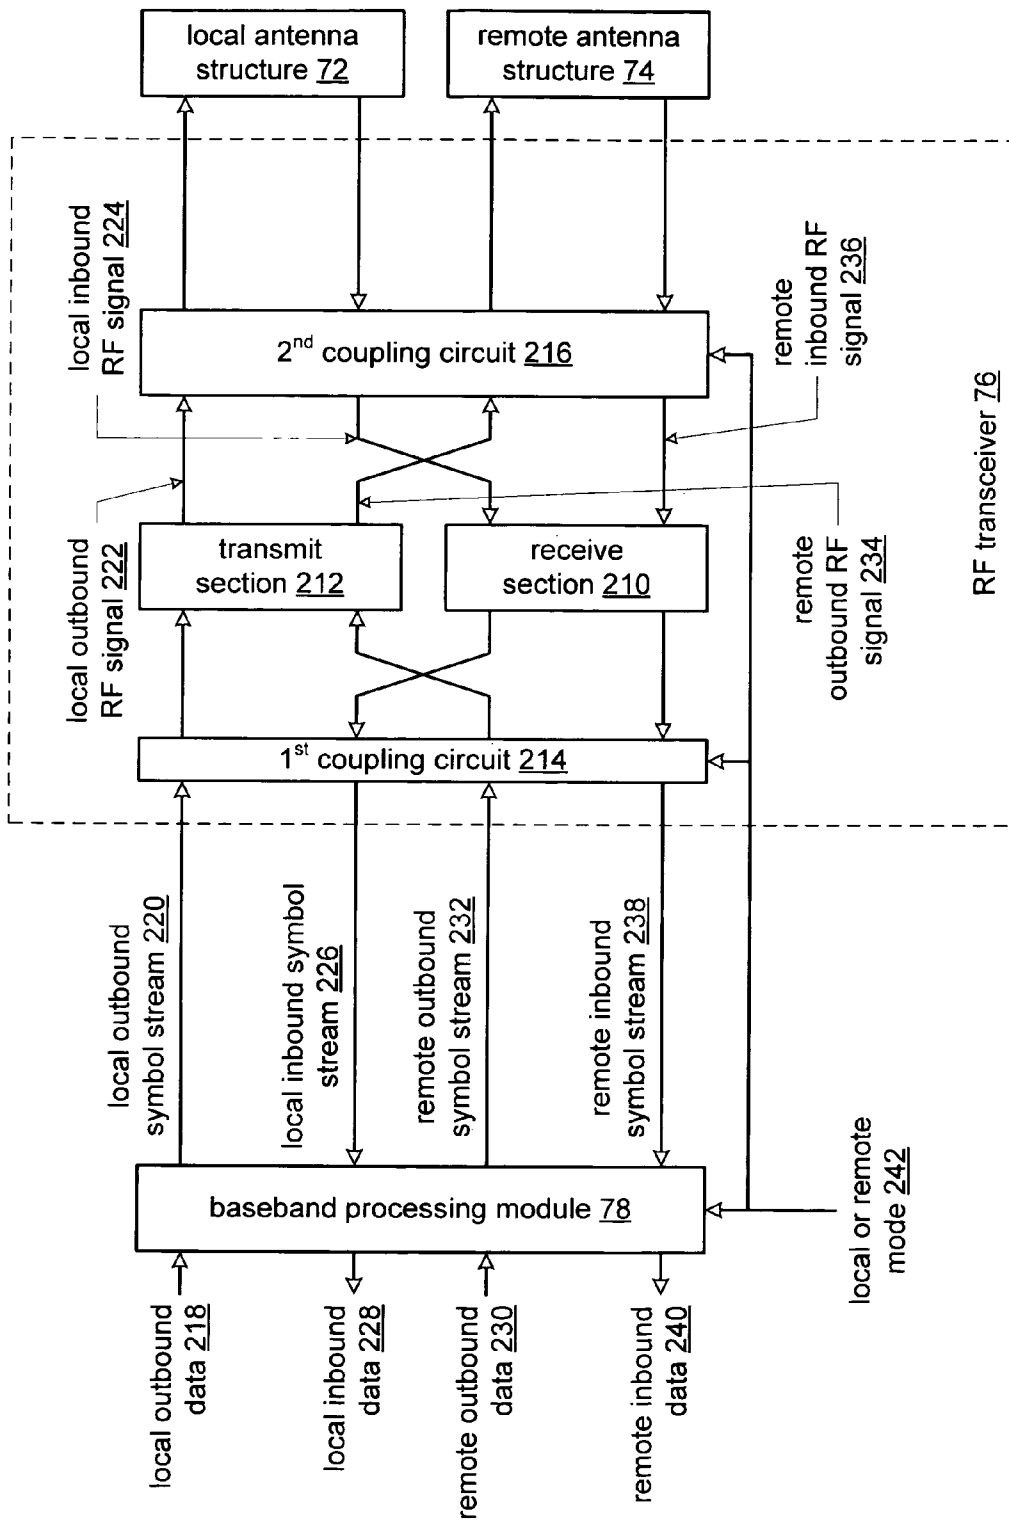 local antenna
structure 72
remote antenna
structure 74
local inbound
RF signal 224
remote
inbound RF
signal 236
2nd coupling circuit 216
RF transceiver 76
local outbound
RF signal 222
transmit
section 212
receive
section 210
remote
outbound RF
signal 234
1st coupling circuit 214
local outbound
symbol stream 220
local inbound symbol
stream 226
remote outbound
symbol stream 232
remote inbound
symbol stream 238
baseband processing module 78
local or remote
mode 242
local outbound
data 218
local inbound
data 228
remote outbound
data 230
remote inbound
data 240